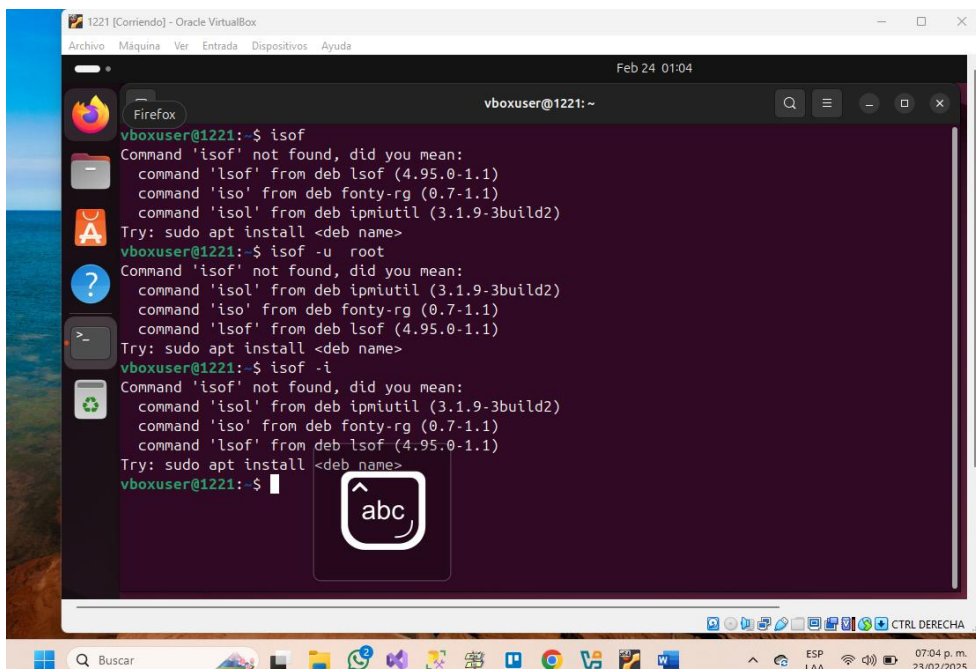 1221 [Corriendo] - Oracle VirtualBox
Archivo Máquina Ver Entrada Dispositivos Ayuda
Feb 24 01:04
vboxuser@1221: ~
Firefox
vboxuser@1221:~$ isof
Command 'isof' not found, did you mean:
command 'lsof' from deb lsof (4.95.0-1.1)
command 'iso' from deb fonty-rg (0.7-1.1)
command 'isol' from deb ipmiutil (3.1.9-3build2)
Try: sudo apt install <deb name>
vboxuser@1221:~$ isof -u  root
Command 'isof' not found, did you mean:
command 'isol' from deb ipmiutil (3.1.9-3build2)
command 'iso' from deb fonty-rg (0.7-1.1)
command 'lsof' from deb lsof (4.95.0-1.1)
Try: sudo apt install <deb name>
vboxuser@1221:~$ isof -i
Command 'isof' not found, did you mean:
command 'isol' from deb ipmiutil (3.1.9-3build2)
command 'iso' from deb fonty-rg (0.7-1.1)
command 'lsof' from deb lsof (4.95.0-1.1)
Try: sudo apt install <deb name>
vboxuser@1221:~$
abc
CTRL DERECHA
Buscar
ESP
LAA
07:04 p. m.